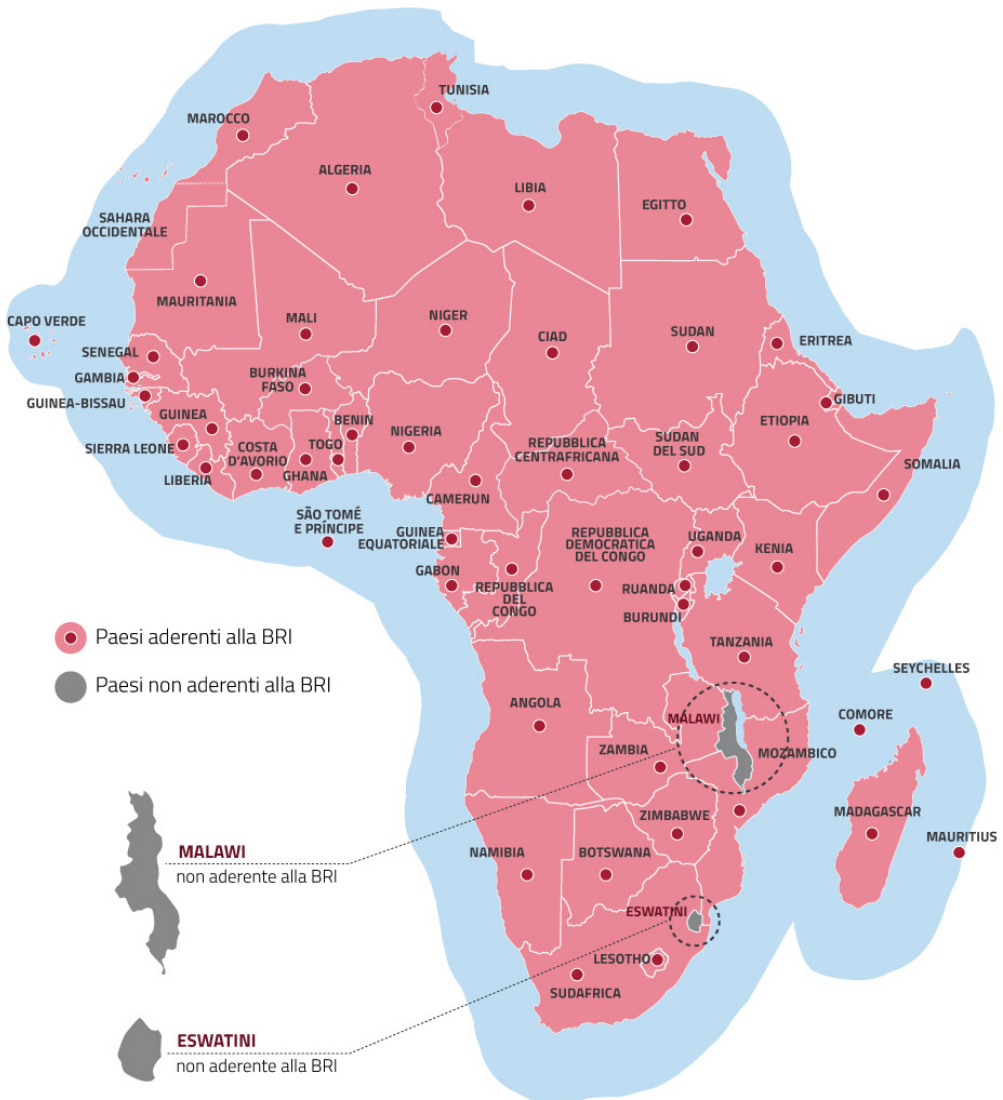 TUNISIA
MAROCCO
ALGERIA
LIBIA
EGITTO
SAHARA
OCCIDENTALE
MAURITANIA
CAPO VERDE
MALI
NIGER
CIAD
SUDAN
ERITREA
SENEGAL
GAMBIA
BURKINA
FASO
GUINEA-BISSAU
GIBUTI
GUINEA
BENIN
ETIOPIA
NIGERIA
SIERRA LEONE
COSTA
D'AVORIO
TOGO
REPUBBLICA
CENTRAFRICANA
SUDAN
DEL SUD
SOMALIA
LIBERIA
GHANA
CAMERUN
SÃO TOMÉ
E PRÍNCIPE
GUINEA
EQUATORIALE
REPUBBLICA
DEMOCRATICA
DEL CONGO
UGANDA
KENIA
GABON
REPUBBLICA
DEL
CONGO
RUANDA
BURUNDI
Paesi aderenti alla BRI
TANZANIA
SEYCHELLES
Paesi non aderenti alla BRI
ANGOLA
MALAWI
COMORE
ZAMBIA
MOZAMBICO
ZIMBABWE
MADAGASCAR
MAURITIUS
MALAWI
non aderente alla BRI
NAMIBIA
BOTSWANA
ESWATINI
LESOTHO
SUDAFRICA
ESWATINI
non aderente alla BRI